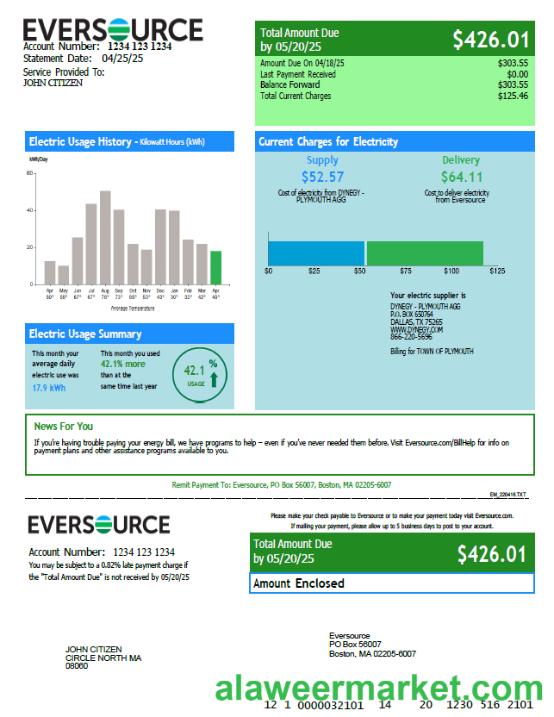 EVERSOURCE
Account Number: 1234 123 1234
Statement Date: 04/25/25
Service Provided To:
JOHN CITIZEN
Total Amount Due
by 05/20/25
$426.01
Amount Due On 04/18/25 $303.55
Last Payment Received $0.00
Balance Forward $303.55
Total Current Charges $125.46
Electric Usage History - Kilowatt Hours (kWh)
kWh/Day
60
40
20
0
Apr May Jun Jul Aug Sep Oct Nov Dec Jan Feb Mar Apr
Average Temperature
Current Charges for Electricity
Supply
$52.57
Cost of electricity from DYNEGY -
PLYMOUTH AGG
Delivery
$64.11
Cost to deliver electricity
from Eversource
$0 $25 $50 $75 $100 $125
Your electric supplier is
DYNEGY - PLYMOUTH AGG
P.O. BOX 650764
DALLAS, TX 75265
WWW.DYNEGY.COM
866-220-5696
Billing for TOWN OF PLYMOUTH
Electric Usage Summary
This month your
average daily
electric use was
17.9 kWh
This month you used
42.1% more
than at the
same time last year
42.1 %
USAGE
News For You
If you're having trouble paying your energy bill, we have programs to help – even if you've never needed them before. Visit Eversource.com/BillHelp for info on
payment plans and other assistance programs available to you.
Remit Payment To: Eversource, PO Box 56007, Boston, MA 02205-6007
EM_220416.TXT
EVERSOURCE
Please make your check payable to Eversource or to make your payment today visit Eversource.com.
If mailing your payment, please allow up to 5 business days to post to your account.
Account Number: 1234 123 1234
You may be subject to a 0.82% late payment charge if
the "Total Amount Due" is not received by 05/20/25
Total Amount Due
by 05/20/25
$426.01
Amount Enclosed
JOHN CITIZEN
CIRCLE NORTH MA
08060
Eversource
PO Box 56007
Boston, MA 02205-6007
alaweermarket.com
12 1 0000032101 14 20 1230 516 2101